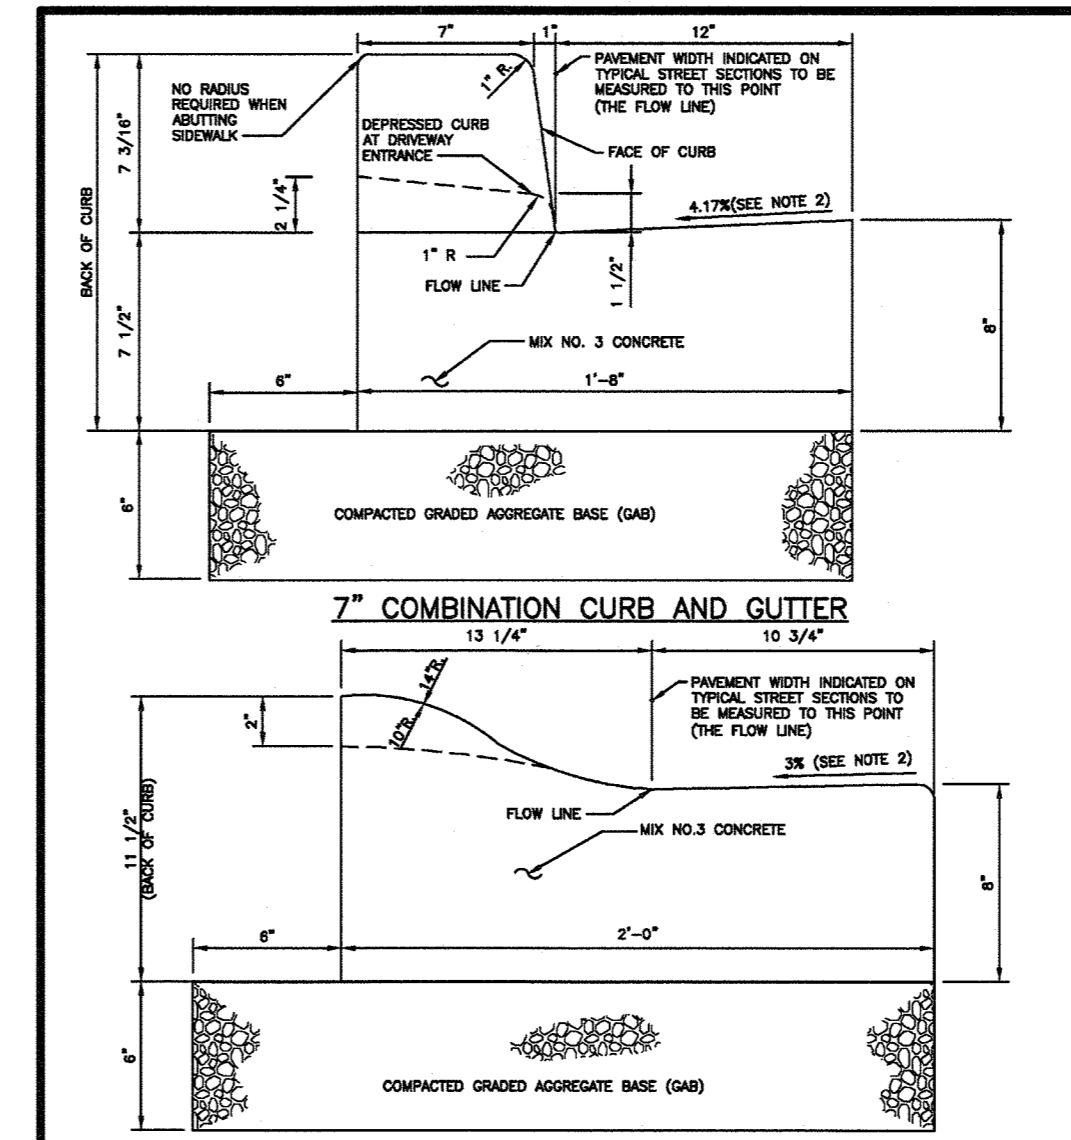 7" 1" 12"
NO RADIUS
REQUIRED WHEN
ABUTTING
SIDEWALK
1" R.
PAVEMENT WIDTH INDICATED ON
TYPICAL STREET SECTIONS TO BE
MEASURED TO THIS POINT
(THE FLOW LINE)
DEPRESSED CURB
AT DRIVEWAY
ENTRANCE
FACE OF CURB
BACK OF CURB
7 3/16"
2 1/4"
4.17%(SEE NOTE 2)
1" R
FLOW LINE
1 1/2"
7 1/2"
8"
MIX NO. 3 CONCRETE
6"
1'-8"
6"
COMPACTED GRADED AGGREGATE BASE (GAB)
7" COMBINATION CURB AND GUTTER
13 1/4" 10 3/4"
14"R.
10"R.
2"
PAVEMENT WIDTH INDICATED ON
TYPICAL STREET SECTIONS TO
BE MEASURED TO THIS POINT
(THE FLOW LINE)
3% (SEE NOTE 2)
FLOW LINE
MIX NO.3 CONCRETE
11 1/2"
(BACK OF CURB)
8"
6"
2'-0"
6"
COMPACTED GRADED AGGREGATE BASE (GAB)